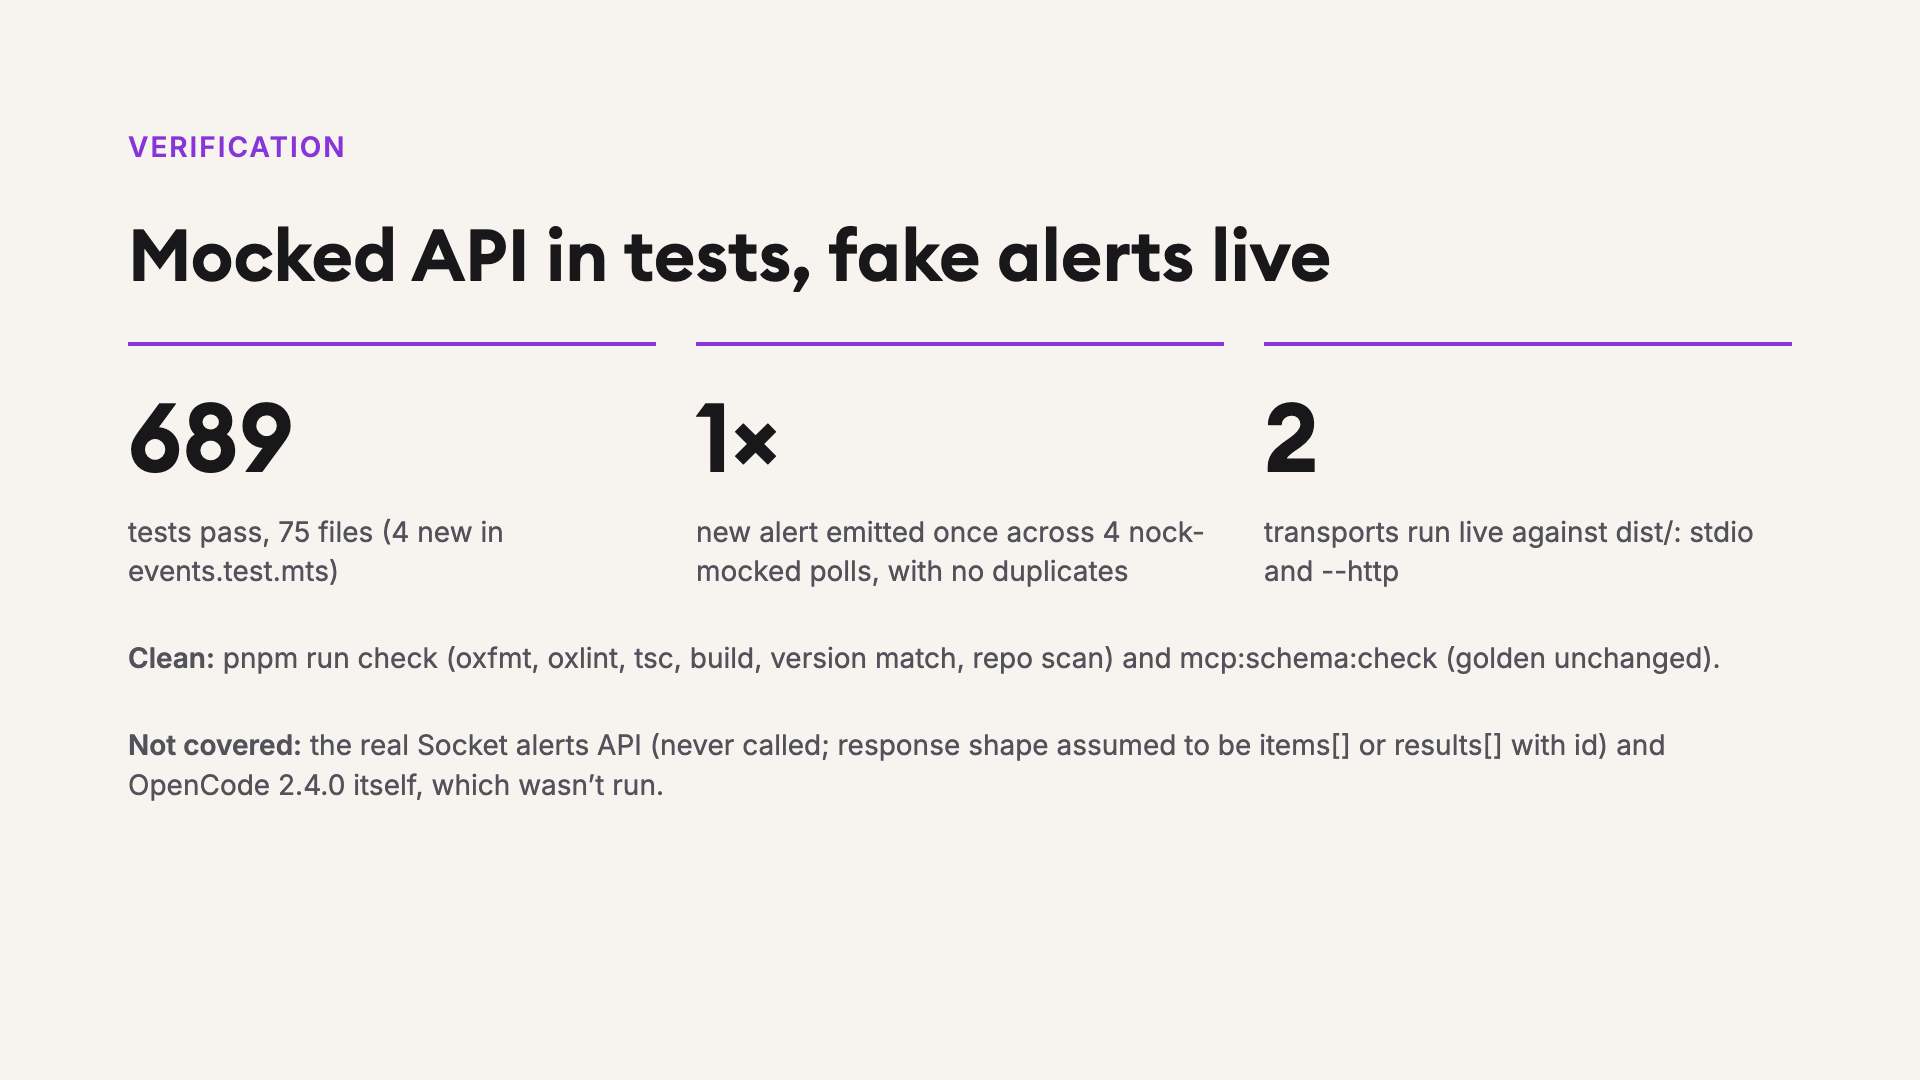 VERIFICATION
Mocked API in tests, fake alerts live
689
tests pass, 75 files (4 new in
events.test.mts)
1×
new alert emitted once across 4 nock-
mocked polls, with no duplicates
2
transports run live against dist/: stdio
and --http
Clean: pnpm run check (oxfmt, oxlint, tsc, build, version match, repo scan) and mcp:schema:check (golden unchanged).
Not covered: the real Socket alerts API (never called; response shape assumed to be items[] or results[] with id) and
OpenCode 2.4.0 itself, which wasn’t run.